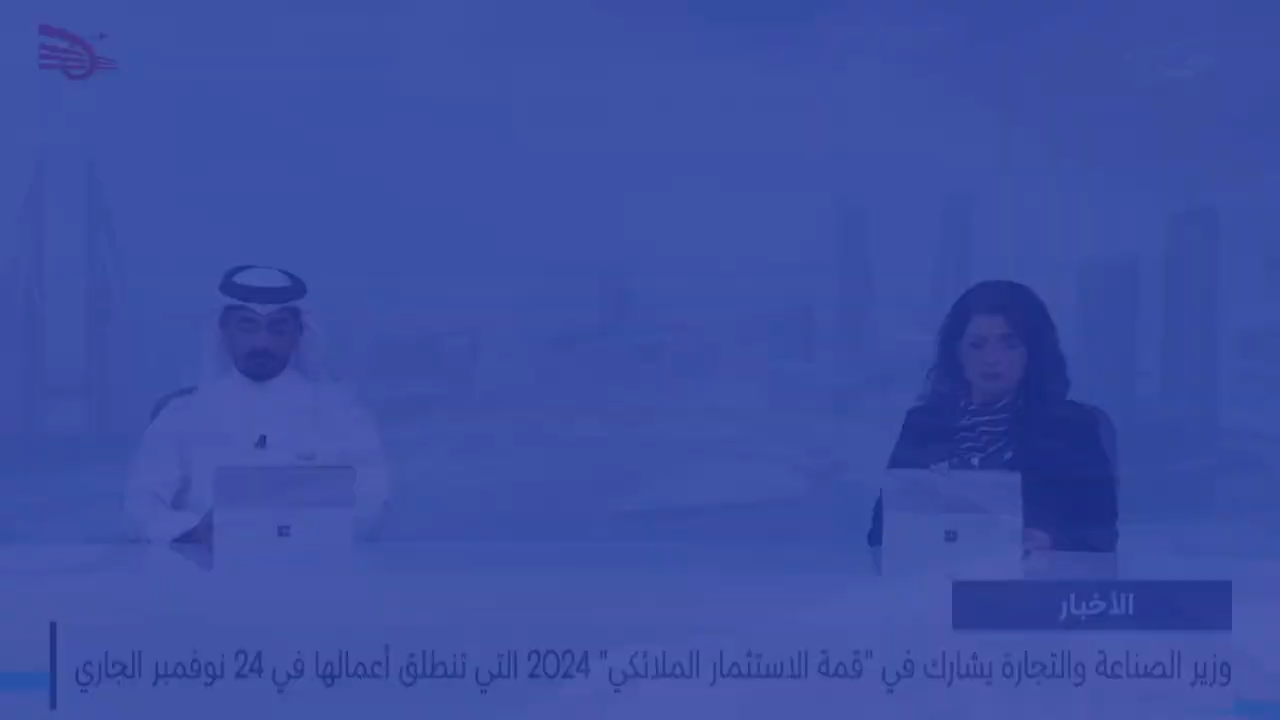 الأخبار
وزير الصناعة والتجارة يشارك في "قمة الاستثمار الملائكي" 2024 التي تنطلق أعمالها في 24 نوفمبر الجاري